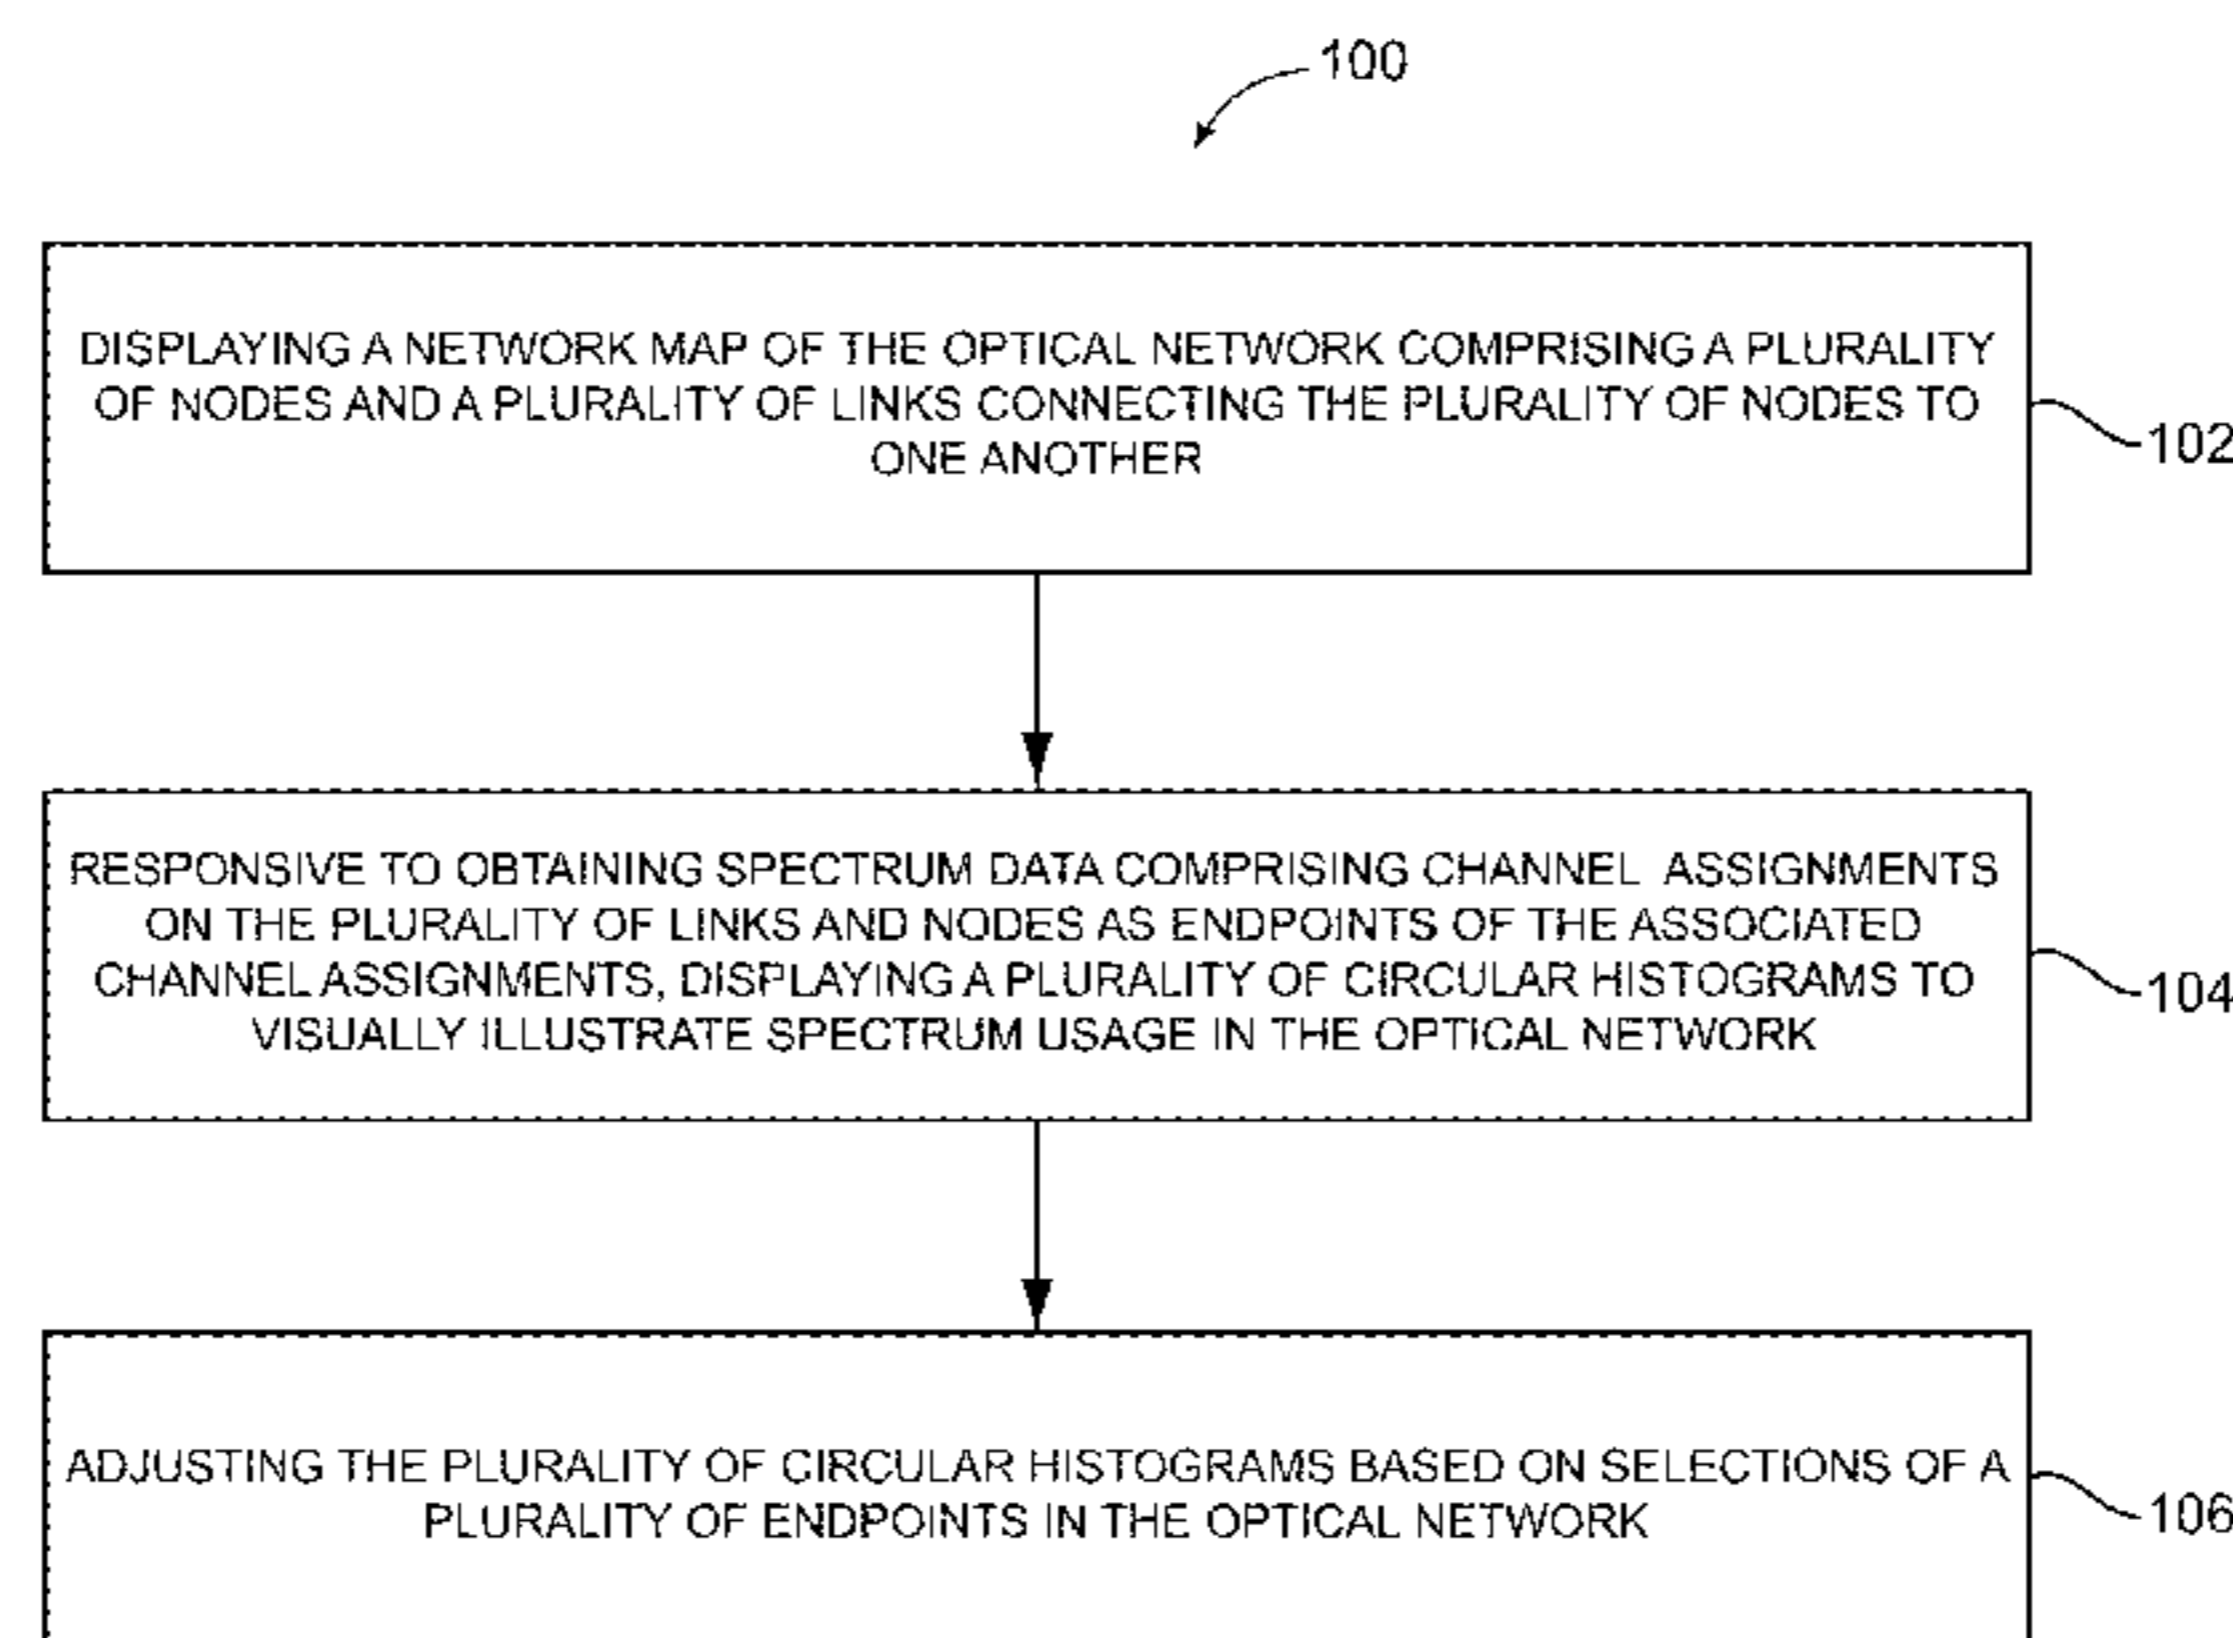 100
DISPLAYING A NETWORK MAP OF THE OPTICAL NETWORK COMPRISING A PLURALITY
OF NODES AND A PLURALITY OF LINKS CONNECTING THE PLURALITY OF NODES TO
ONE ANOTHER
102
RESPONSIVE TO OBTAINING SPECTRUM DATA COMPRISING CHANNEL ASSIGNMENTS
ON THE PLURALITY OF LINKS AND NODES AS ENDPOINTS OF THE ASSOCIATED
CHANNEL ASSIGNMENTS, DISPLAYING A PLURALITY OF CIRCULAR HISTOGRAMS TO
VISUALLY ILLUSTRATE SPECTRUM USAGE IN THE OPTICAL NETWORK
104
ADJUSTING THE PLURALITY OF CIRCULAR HISTOGRAMS BASED ON SELECTIONS OF A
PLURALITY OF ENDPOINTS IN THE OPTICAL NETWORK
106